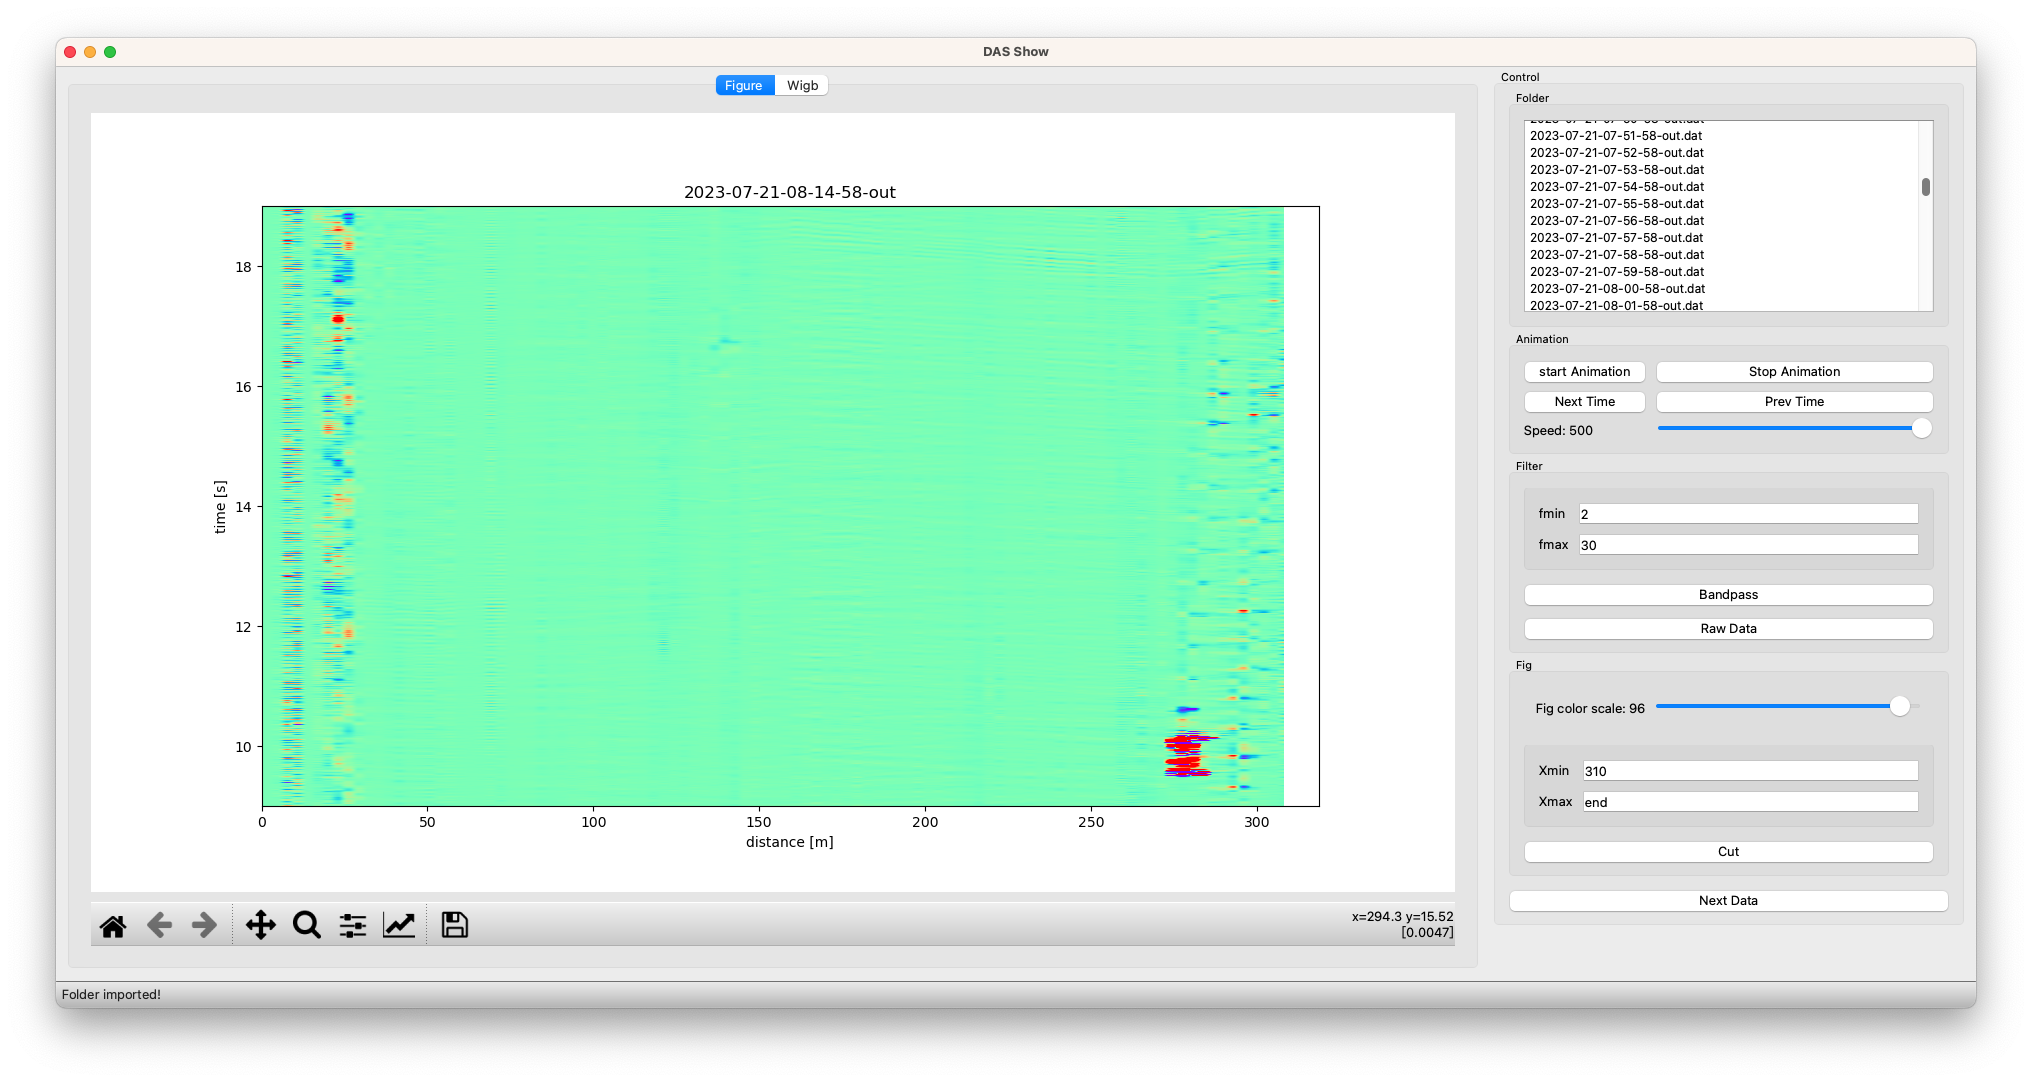 DAS Show
Figure
Wigb
2023-07-21-08-14-58-out
18
16
14
12
10
time [s]
0
50
100
150
200
250
300
distance [m]
x=294.3 y=15.52
[0.0047]
Folder imported!
Control
Folder
2023-07-21-07-51-58-out.dat
2023-07-21-07-52-58-out.dat
2023-07-21-07-53-58-out.dat
2023-07-21-07-54-58-out.dat
2023-07-21-07-55-58-out.dat
2023-07-21-07-56-58-out.dat
2023-07-21-07-57-58-out.dat
2023-07-21-07-58-58-out.dat
2023-07-21-07-59-58-out.dat
2023-07-21-08-00-58-out.dat
2023-07-21-08-01-58-out.dat
Animation
start Animation
Stop Animation
Next Time
Prev Time
Speed: 500
Filter
fmin 2
fmax 30
Bandpass
Raw Data
Fig
Fig color scale: 96
Xmin 310
Xmax end
Cut
Next Data